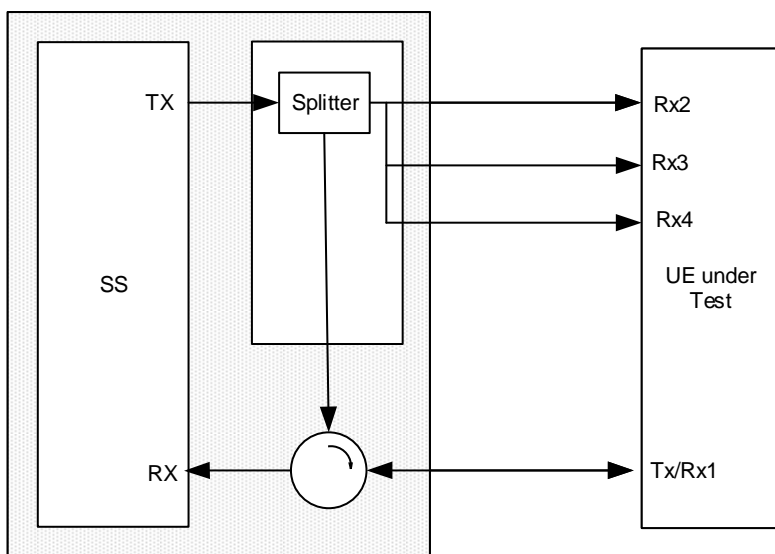 TX
Splitter
Rx2
Rx3
Rx4
SS
UE under
Test
RX
Tx/Rx1